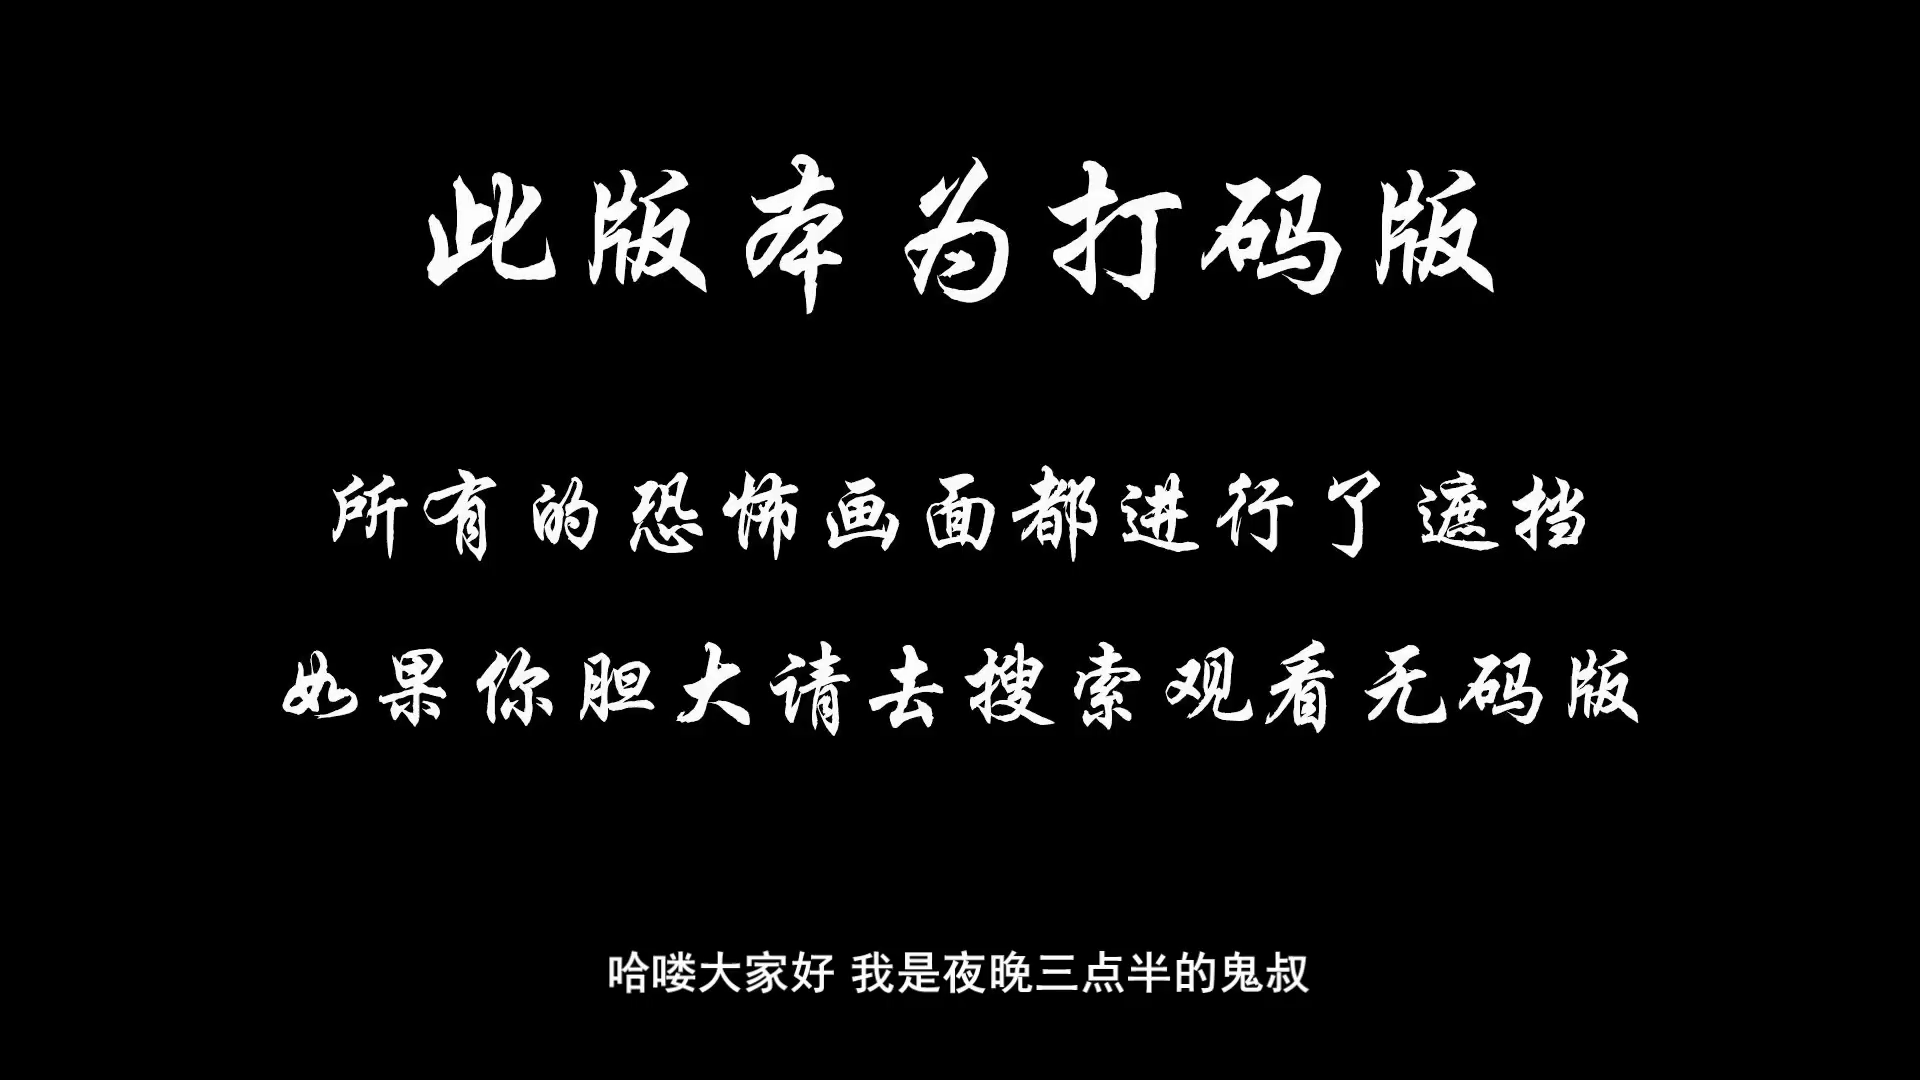 此版本为打码版
所有的恐怖画面都进行了遮挡
如果你胆大请去搜索观看无码版
哈喽大家好 我是夜晚三点半的鬼叔